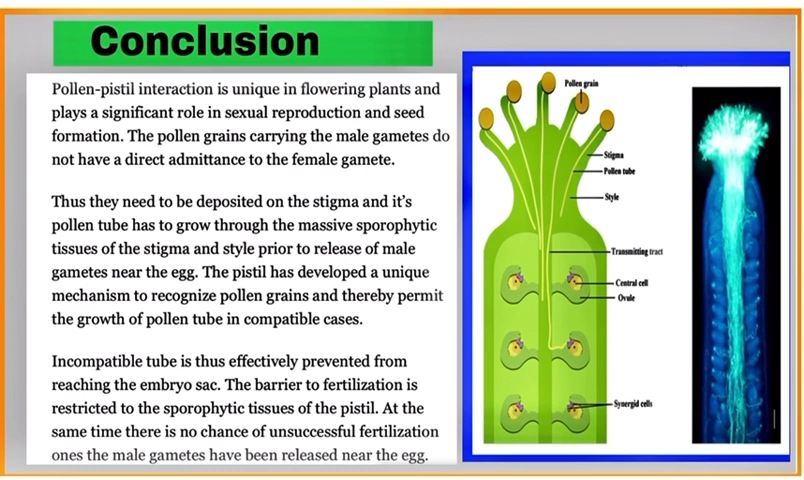 Conclusion
Pollen-pistil interaction is unique in flowering plants and
plays a significant role in sexual reproduction and seed
formation. The pollen grains carrying the male gametes do
not have a direct admittance to the female gamete.
Thus they need to be deposited on the stigma and it's
pollen tube has to grow through the massive sporophytic
tissues of the stigma and style prior to release of male
gametes near the egg. The pistil has developed a unique
mechanism to recognize pollen grains and thereby permit
the growth of pollen tube in compatible cases.
Incompatible tube is thus effectively prevented from
reaching the embryo sac. The barrier to fertilization is
restricted to the sporophytic tissues of the pistil. At the
same time there is no chance of unsuccessful fertilization
ones the male gametes have been released near the egg.
Pollen grain
Stigma
Pollen tube
Style
Transmitting tract
Central cell
Ovule
Synergid cells